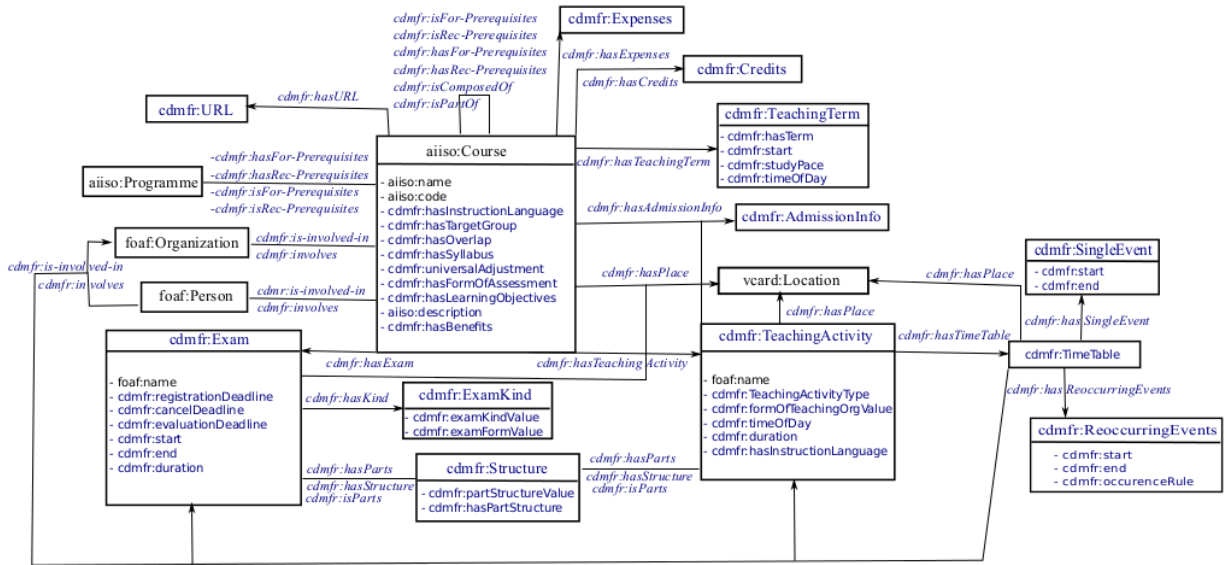 cdmfr:isFor-Prerequisites
cdmfr:isRec-Prerequisites
cdmfr:hasFor-Prerequisites
cdmfr:hasRec-Prerequisites
cdmfr:isComposedOf
cdmfr:isPartOf
cdmfr:Expenses
cdmfr:hasExpenses
cdmfr:Credits
cdmfr:hasCredits
cdmfr:URL
cdmfr:hasURL
cdmfr:TeachingTerm
- cdmfr:hasTerm
- cdmfr:start
- cdmfr:studyPace
- cdmfr:timeOfDay
cdmfr:hasTeachingTerm
aiiso:Course
- aiiso:name
- aiiso:code
- cdmfr:hasInstructionLanguage
- cdmfr:hasTargetGroup
- cdmfr:hasOverlap
- cdmfr:hasSyllabus
- cdmfr:universalAdjustment
- cdmfr:hasFormOfAssessment
- cdmfr:hasLearningObjectives
- aiiso:description
- cdmfr:hasBenefits
aiiso:Programme
-cdmfr:hasFor-Prerequisites
-cdmfr:hasRec-Prerequisites
-cdmfr:isFor-Prerequisites
-cdmfr:isRec-Prerequisites
cdmfr:hasAdmissionInfo
cdmfr:AdmissionInfo
foaf:Organization
cdmfr:is-involved-in
cdmfr:involves
cdmfr:is-involved-in
cdmfr:involves
foaf:Person
cdmr:is-involved-in
cdmfr:involves
cdmfr:hasPlace
vcard:Location
cdmfr:hasPlace
cdmfr:hasPlace
cdmfr:SingleEvent
- cdmfr:start
- cdmfr:end
cdmfr:has SingleEvent
cdmfr:Exam
- foaf:name
- cdmfr:registrationDeadline
- cdmfr:cancelDeadline
- cdmfr:evaluationDeadline
- cdmfr:start
- cdmfr:end
- cdmfr:duration
cdmfr:hasExam
cdmfr:hasTeaching Activity
cdmfr:TeachingActivity
- foaf:name
- cdmfr:TeachingActivityType
- cdmfr:formOfTeachingOrgValue
- cdmfr:timeOfDay
- cdmfr:duration
- cdmfr:hasInstructionLanguage
cdmfr:hasTimeTable
cdmfr:TimeTable
cdmfr:has ReoccurringEvents
cdmfr:hasKind
cdmfr:ExamKind
- cdmfr:examKindValue
- cdmfr:examFormValue
cdmfr:ReoccurringEvents
- cdmfr:start
- cdmfr:end
- cdmfr:occurenceRule
cdmfr:hasParts
cdmfr:hasStructure
cdmfr:isParts
cdmfr:Structure
- cdmfr:partStructureValue
- cdmfr:hasPartStructure
cdmfr:hasParts
cdmfr:hasStructure
cdmfr:isParts